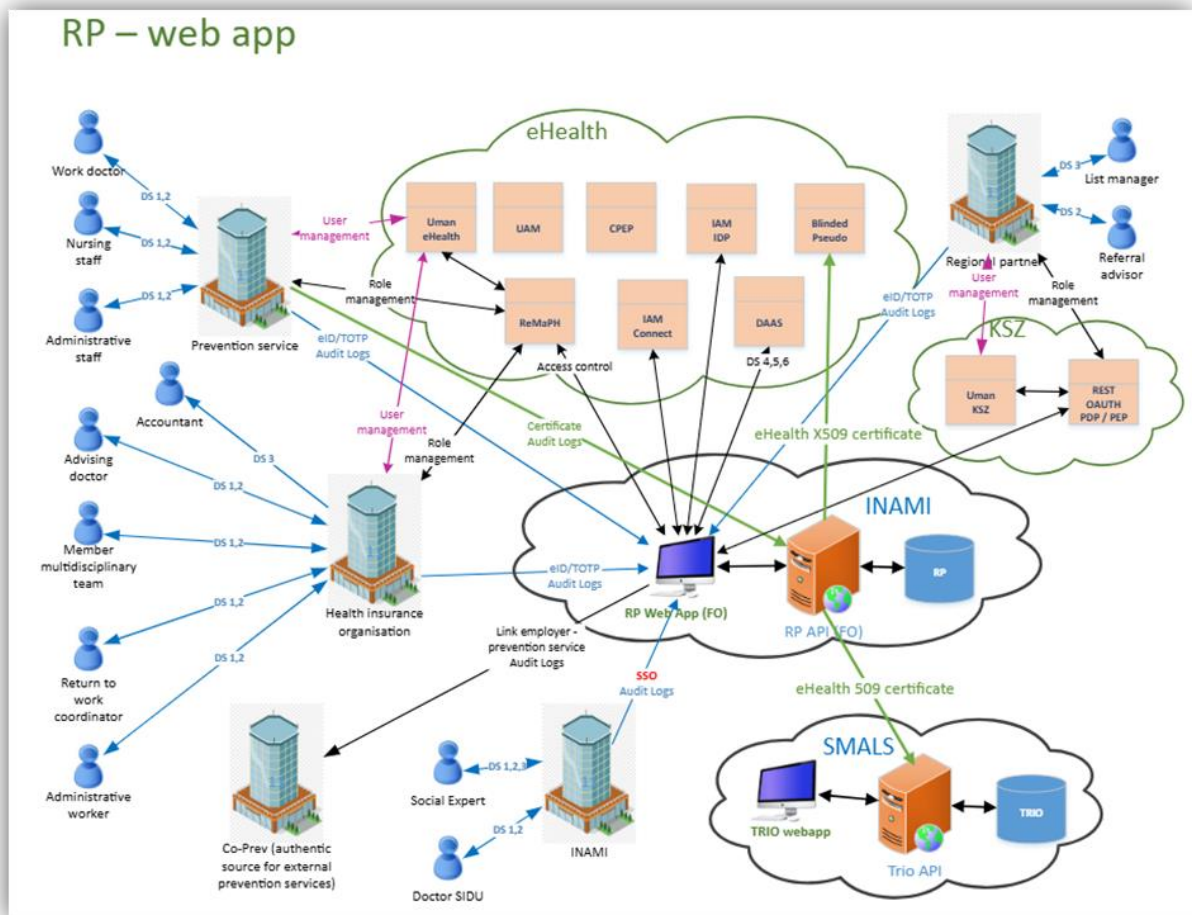 RP – web app
eHealth
Work doctor
DS 1,2
Nursing
staff
DS 1,2
Administrative
staff
DS 1,2
Prevention service
User
management
Role
management
eID/TOTP
Audit Logs
Uman
eHealth
UAM
CPEP
IAM
IDP
Blinded
Pseudo
ReMaPH
IAM
Connect
DAAS
Access control
DS 4,5,6
Regional partner
DS 3
List manager
DS 2
Referral
advisor
User
management
Role
management
eID/TOTP
Audit Logs
KSZ
Uman
KSZ
REST
OAUTH
PDP / PEP
Accountant
DS 3
Advising
doctor
DS 1,2
Member
multidisciplinary
team
DS 1,2
Return to
work
coordinator
DS 1,2
Administrative
worker
DS 1,2
Health insurance
organisation
User
management
Role
management
Certificate
Audit Logs
eHealth X509 certificate
eID/TOTP
Audit Logs
INAMI
RP Web App (FO)
RP API (FO)
RP
Link employer -
prevention service
Audit Logs
SSO
Audit Logs
eHealth 509 certificate
Co-Prev (authentic
source for external
prevention services)
Social Expert
DS 1,2,3
Doctor SIDU
DS 1,2
INAMI
SMALS
TRIO webapp
Trio API
TRIO